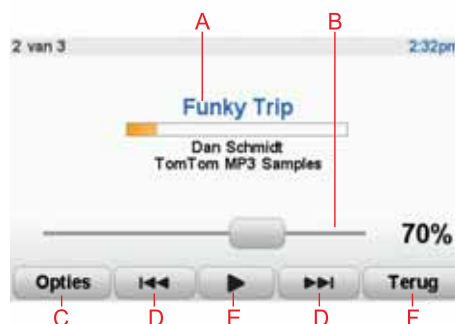 A B
2 van 3 2:32pm
Funky Trip
Dan Schmidt
TomTom MP3 Samples
70%
Opties Terug
C D E D F